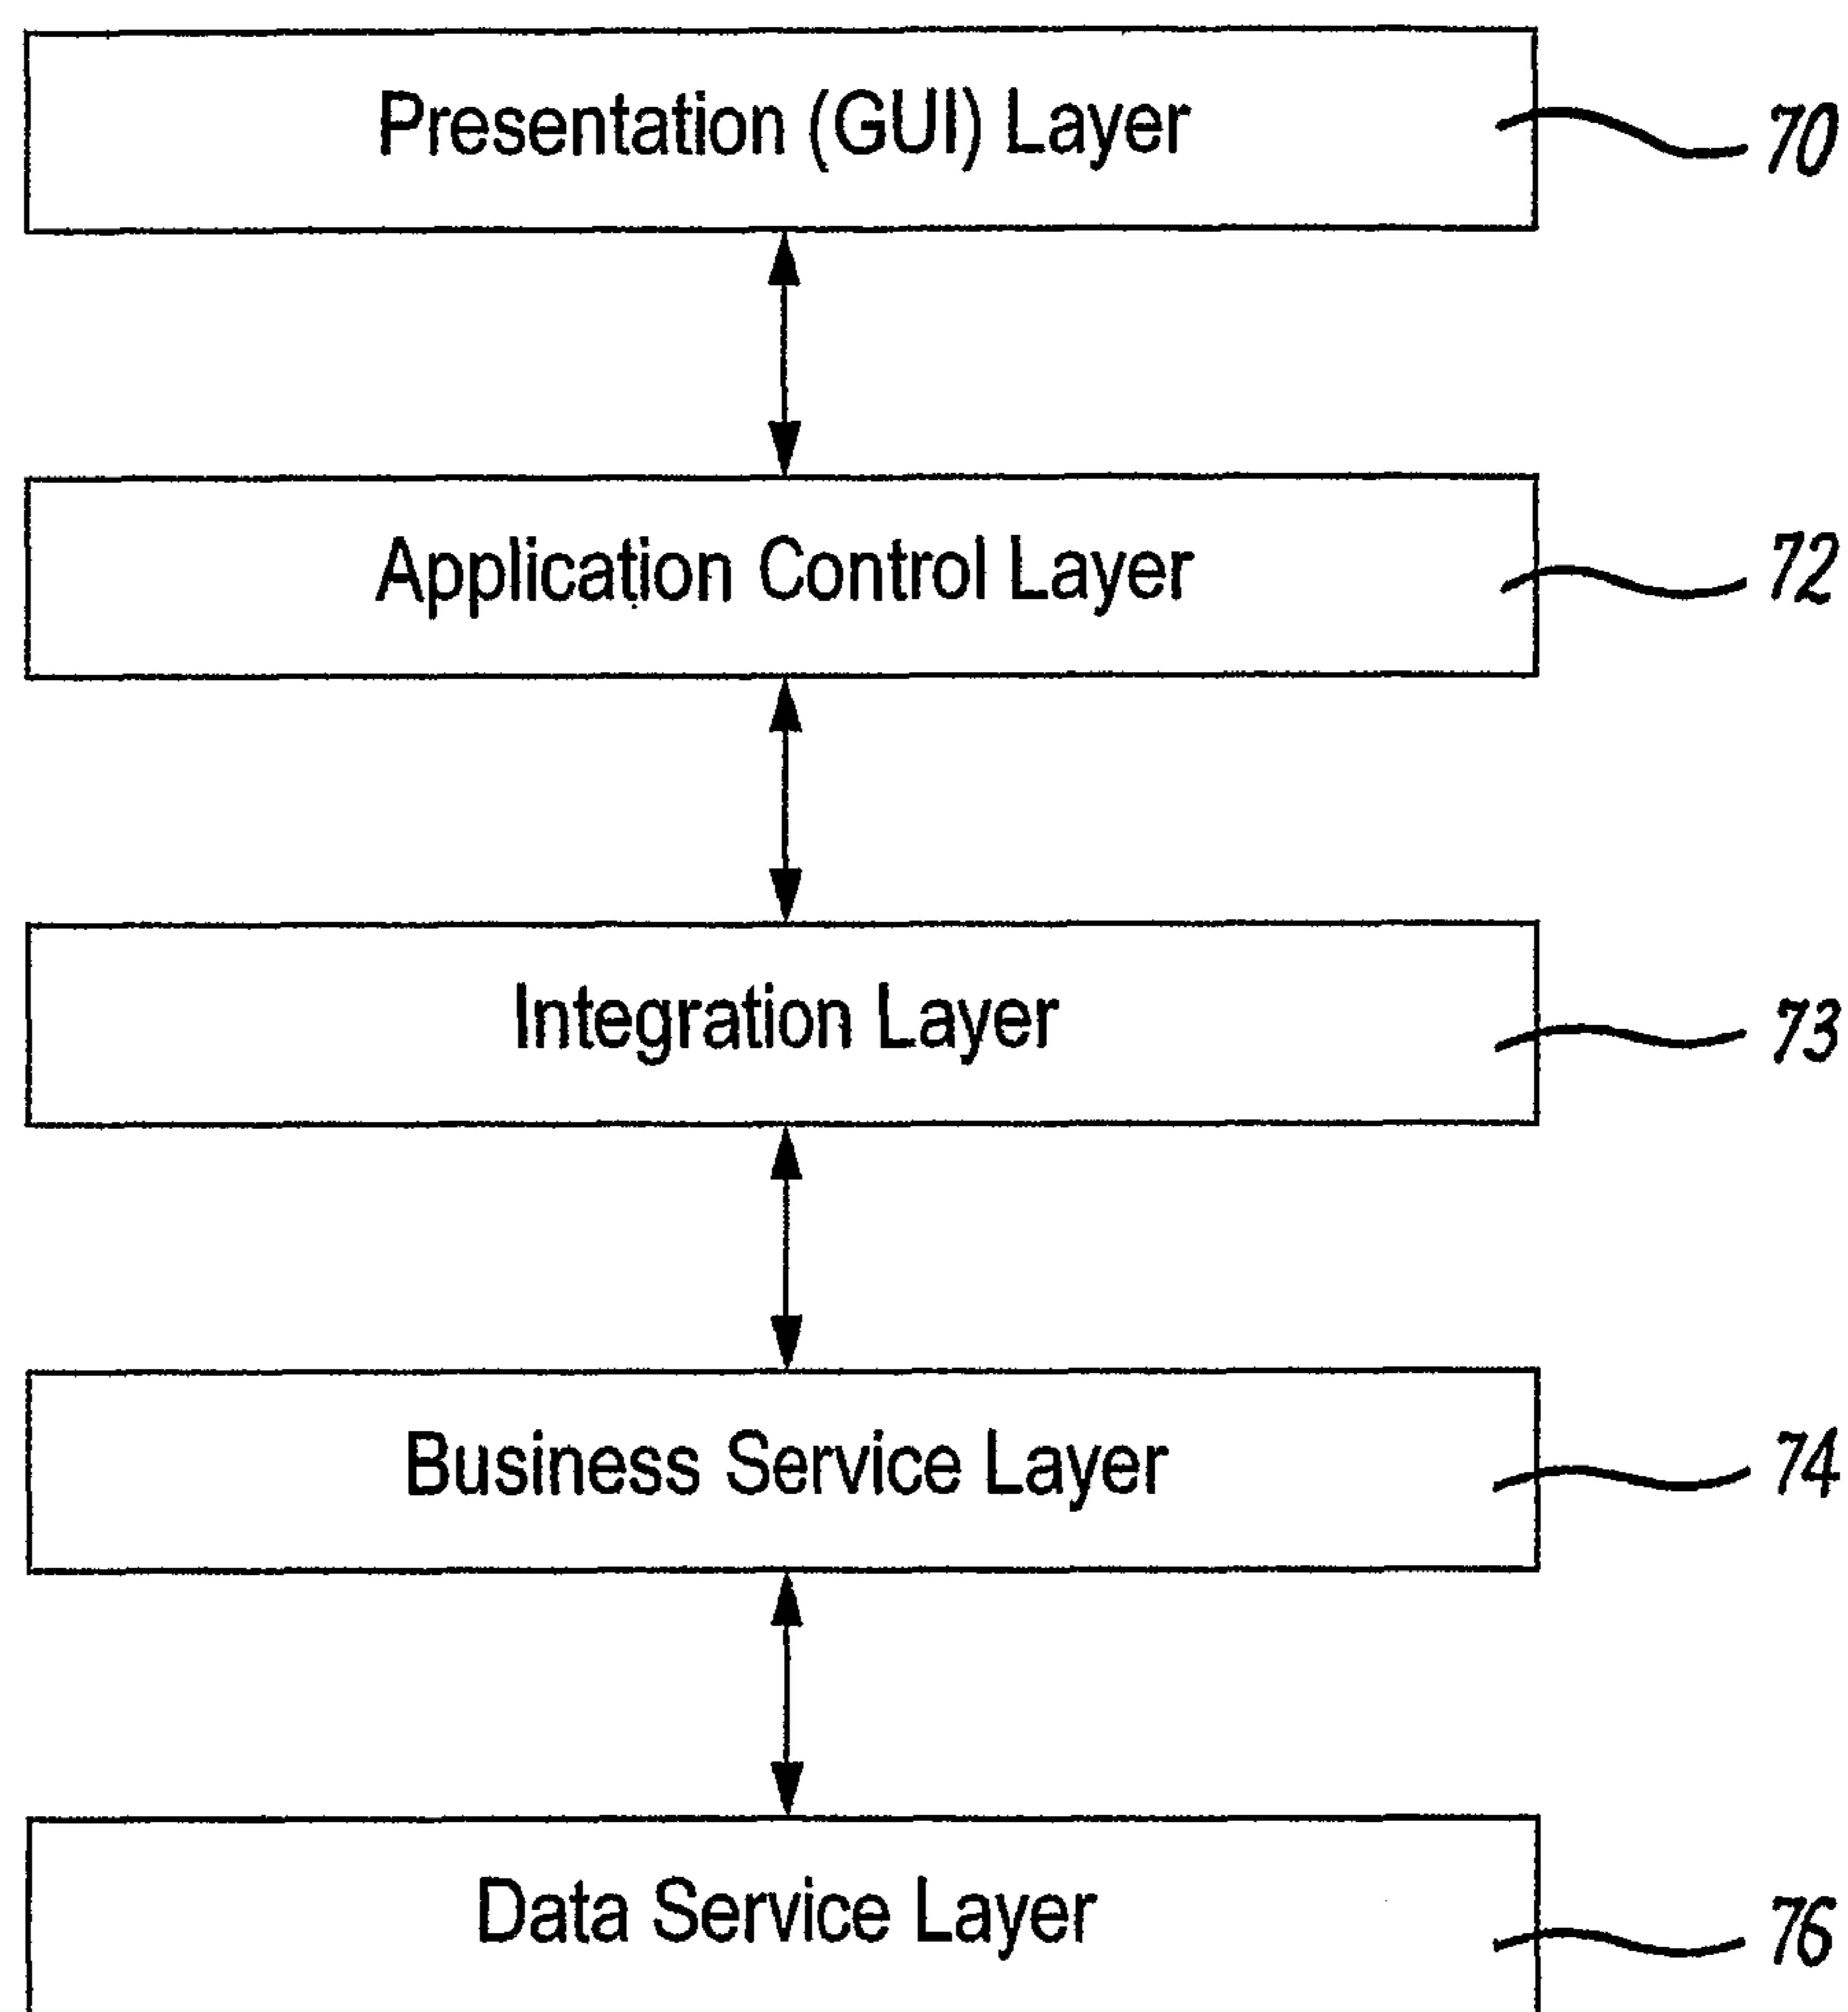 Presentation (GUI) Layer 70
Application Control Layer 72
Integration Layer 73
Business Service Layer 74
Data Service Layer 76